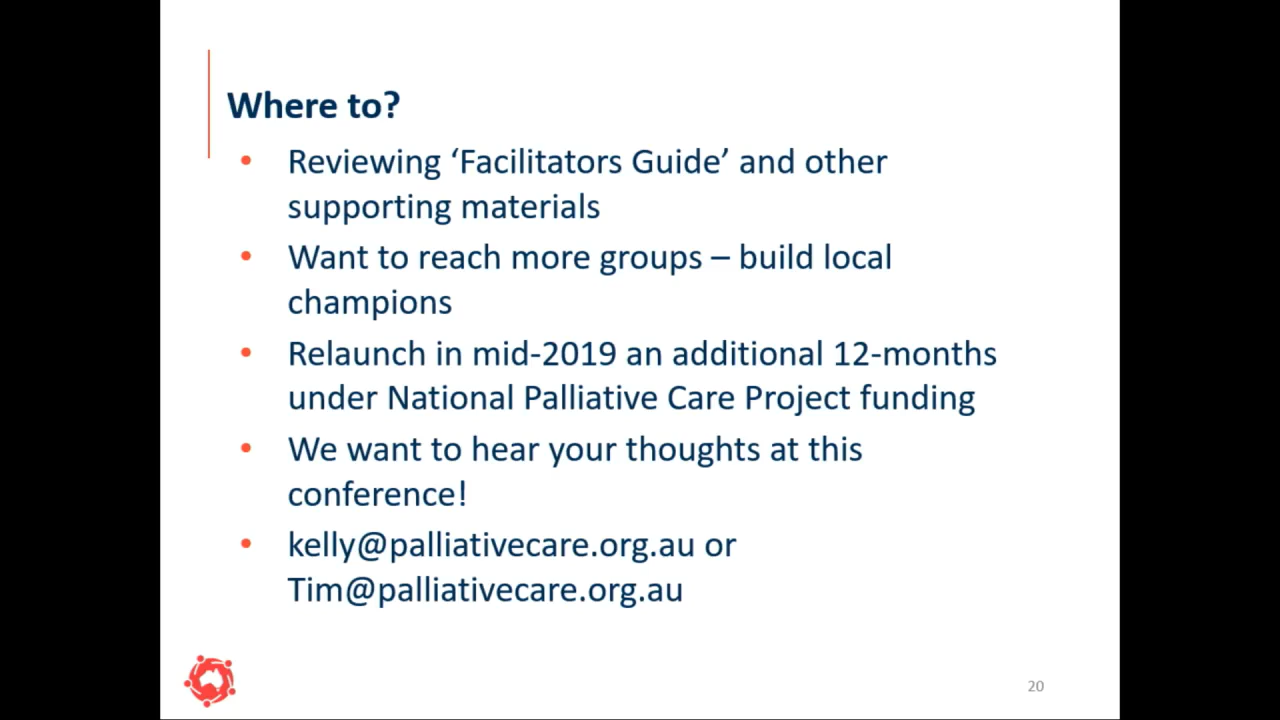 Where to?
• Reviewing ‘Facilitators Guide’ and other
supporting materials
• Want to reach more groups – build local
champions
• Relaunch in mid-2019 an additional 12-months
under National Palliative Care Project funding
• We want to hear your thoughts at this
conference!
• kelly@palliativecare.org.au or
Tim@palliativecare.org.au
20